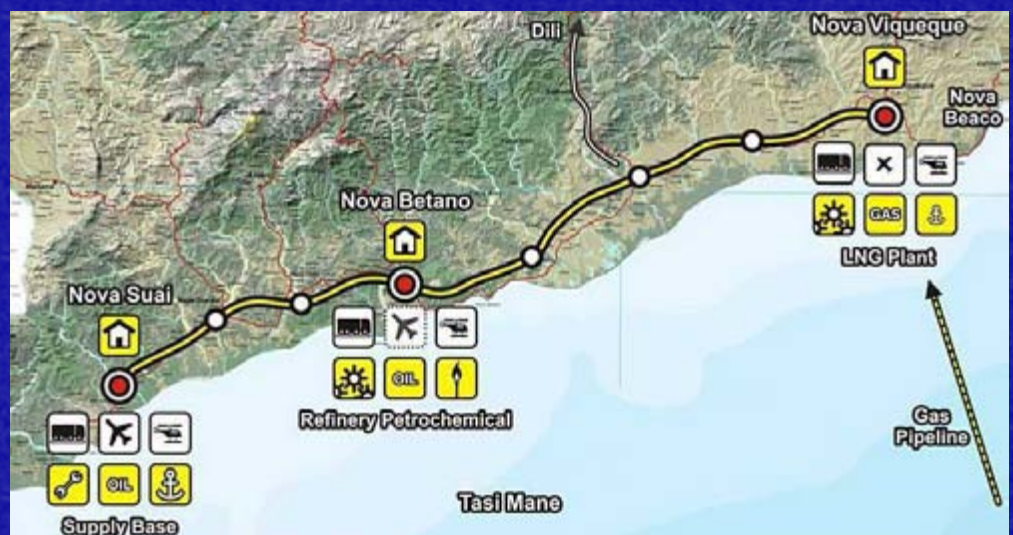 Dili
Nova Viqueque
Nova
Beaco
Nova Betano
GAS
LNG Plant
Nova Suai
OIL
Refinery Petrochemical
Gas
Pipeline
OIL
Tasi Mane
Supply Base